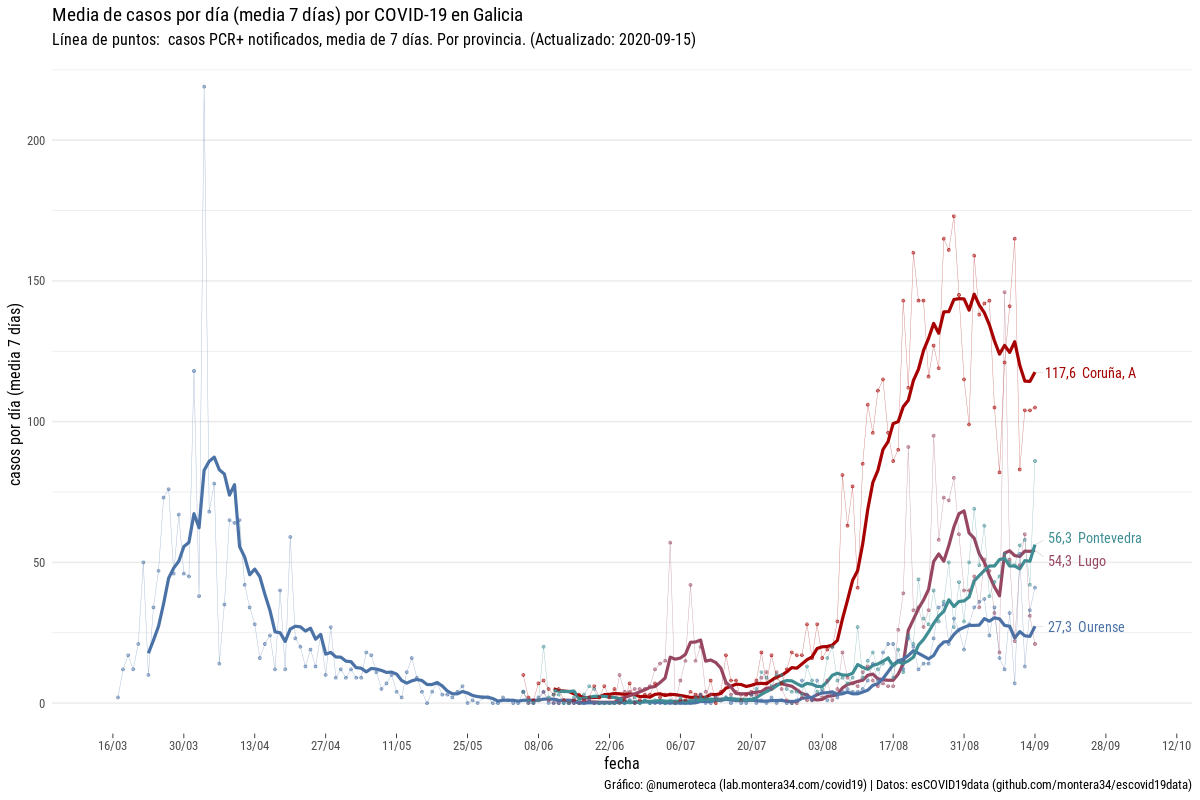 Media de casos por día (media 7 días) por COVID-19 en Galicia
Línea de puntos:  casos PCR+ notificados, media de 7 días. Por provincia. (Actualizado: 2020-09-15)
casos por día (media 7 días)
200
150
100
50
0
117,6 Coruña, A
56,3 Pontevedra
54,3 Lugo
27,3 Ourense
16/03 30/03 13/04 27/04 11/05 25/05 08/06 22/06 06/07 20/07 03/08 17/08 31/08 14/09 28/09 12/10
fecha
Gráfico: @numeroteca (lab.montera34.com/covid19) | Datos: esCOVID19data (github.com/montera34/escovid19data)